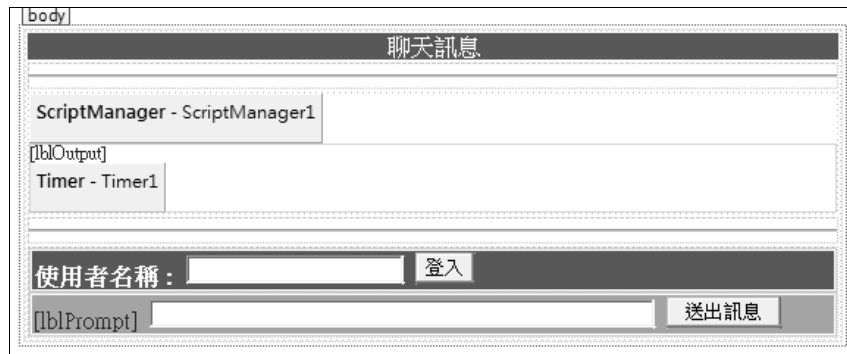 body
聊天訊息
ScriptManager - ScriptManager1
[lblOutput]
Timer - Timer1
使用者名稱： 登入
[lblPrompt] 送出訊息